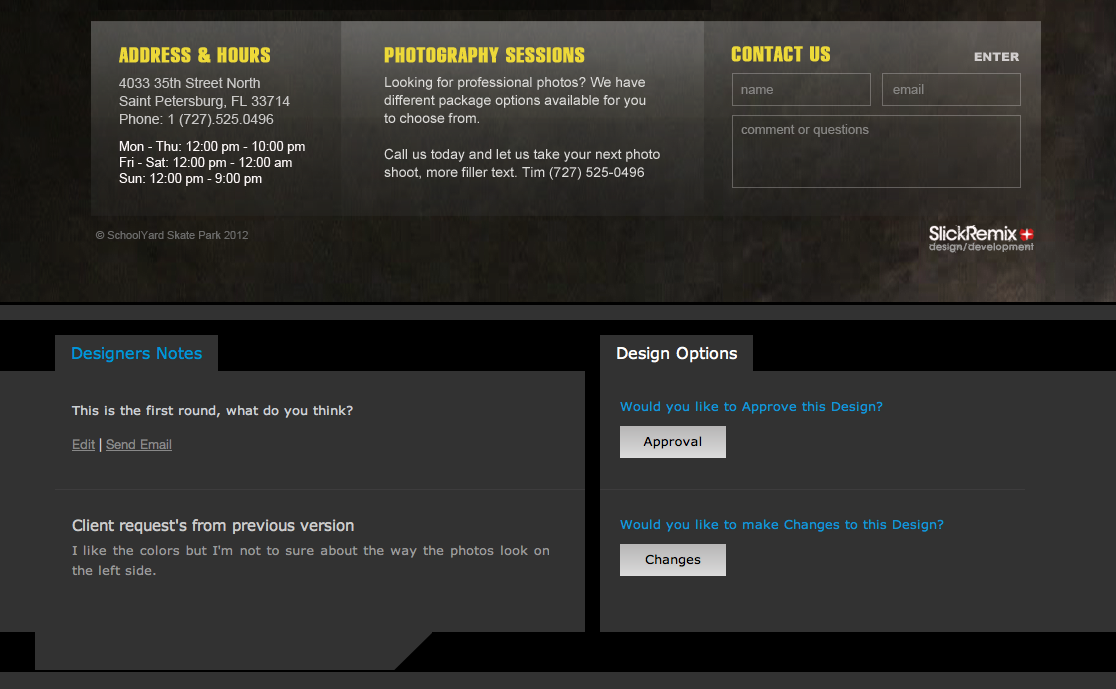 ADDRESS & HOURS
4033 35th Street North
Saint Petersburg, FL 33714
Phone: 1 (727).525.0496
Mon - Thu: 12:00 pm - 10:00 pm
Fri - Sat: 12:00 pm - 12:00 am
Sun: 12:00 pm - 9:00 pm
PHOTOGRAPHY SESSIONS
Looking for professional photos? We have
different package options available for you
to choose from.
Call us today and let us take your next photo
shoot, more filler text. Tim (727) 525-0496
CONTACT US
ENTER
name
email
comment or questions
© SchoolYard Skate Park 2012
SlickRemix
design/development
Designers Notes
This is the first round, what do you think?
Edit | Send Email
Client request's from previous version
I like the colors but I'm not to sure about the way the photos look on
the left side.
Design Options
Would you like to Approve this Design?
Approval
Would you like to make Changes to this Design?
Changes